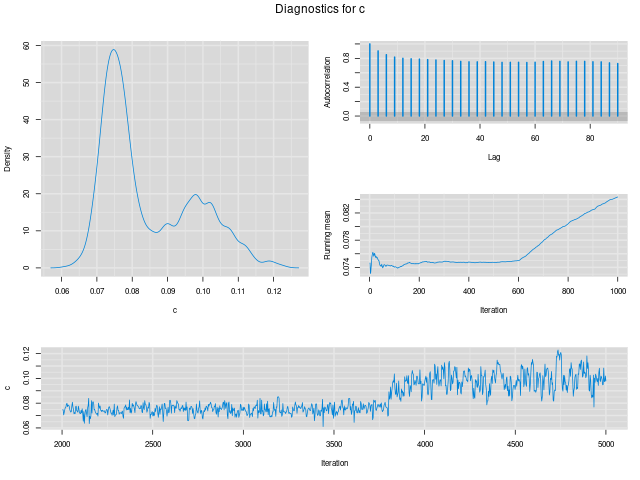 Diagnostics for c
Density
60
50
40
30
20
10
0
0.06 0.07 0.08 0.09 0.10 0.11 0.12
c
Autocorrelation
0.8
0.4
0.0
0 20 40 60 80
Lag
Running mean
0.082
0.078
0.074
0 200 400 600 800 1000
Iteration
c
0.12
0.10
0.08
0.06
2000 2500 3000 3500 4000 4500 5000
Iteration